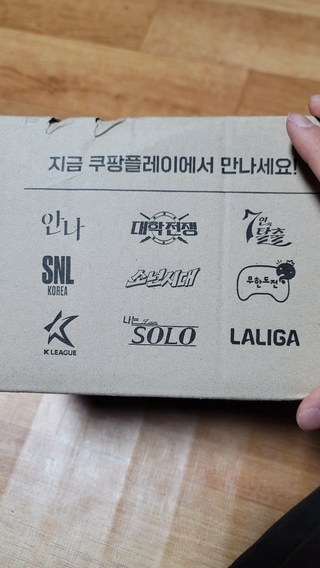 지금 쿠팡플레이에서 만나세요!
안나
대학전쟁
7인의
탈출
SNL
KOREA
소년시대
무한도전
K LEAGUE
나는 Solo
SOLO
LALIGA